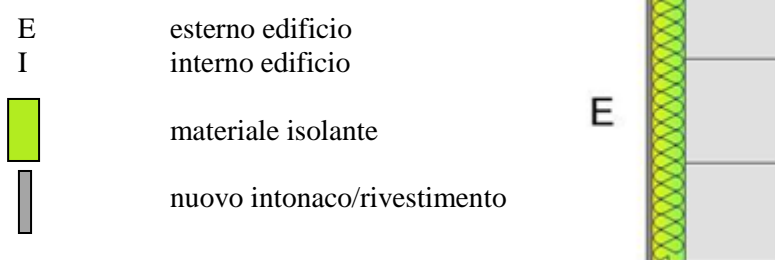 E esterno edificio
I interno edificio
E
materiale isolante
nuovo intonaco/rivestimento